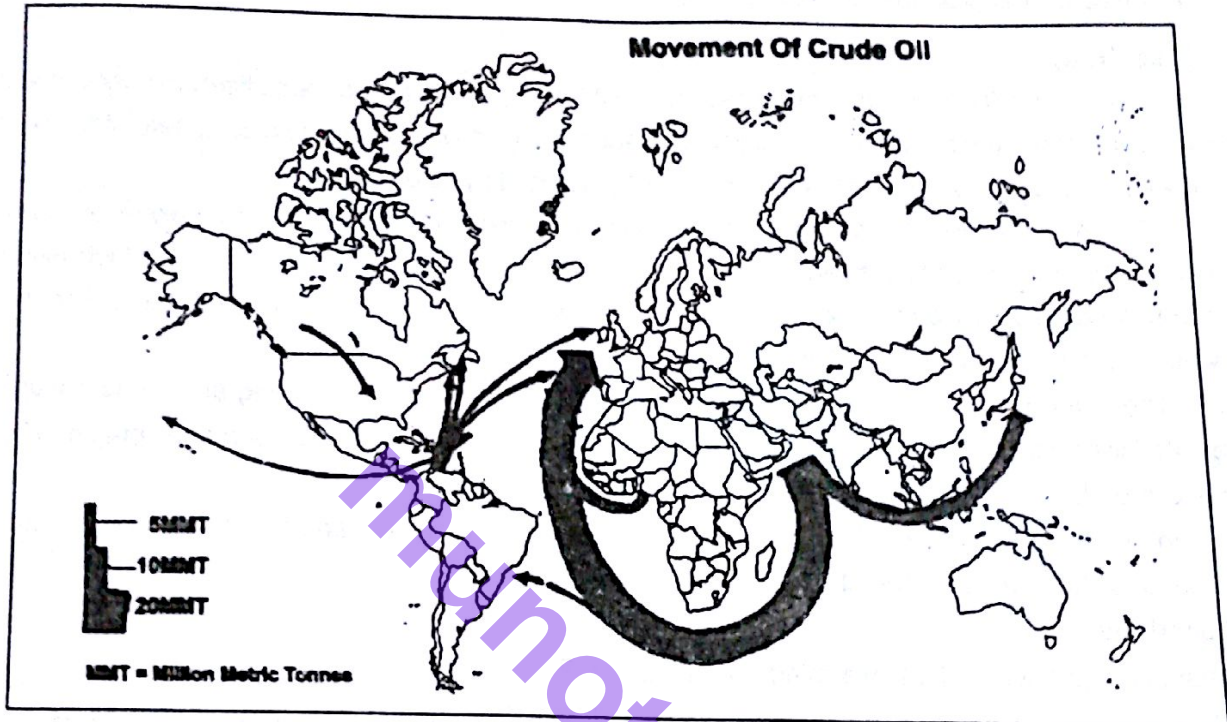 Movement Of Crude Oil
5MMT
10MMT
20MMT
MMT = Million Metric Tonnes
munot